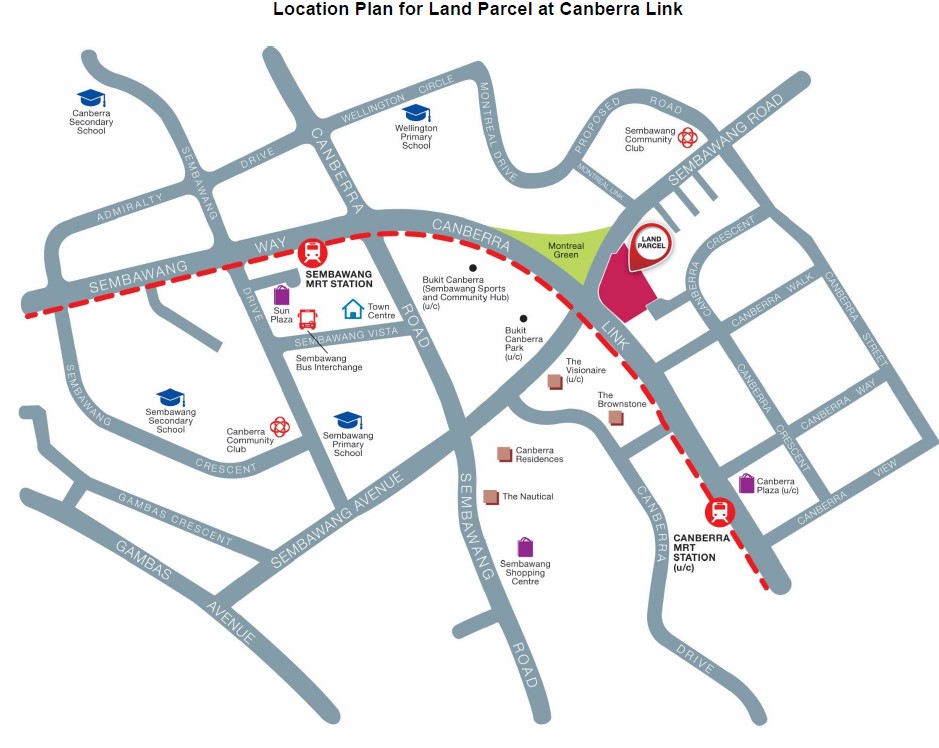 Location Plan for Land Parcel at Canberra Link
Canberra
Secondary
School
WELLINGTON CIRCLE
Wellington
Primary
School
MONTREAL DRIVE
PROPOSED ROAD
Sembawang
Community
Club
SEMBAWANG ROAD
MONTREAL LINK
SEMBAWANG
ADMIRALTY DRIVE
CANBERRA
SEMBAWANG WAY
CANBERRA
LINK
Montreal
Green
LAND
PARCEL
CANBERRA CRESCENT
CANBERRA WALK
CANBERRA STREET
SEMBAWANG
MRT STATION
Sun
Plaza
Town
Centre
DRIVE
ROAD
SEMBAWANG VISTA
Sembawang
Bus Interchange
Bukit Canberra
(Sembawang Sports
and Community Hub)
(u/c)
Bukit
Canberra
Park
(u/c)
The
Visionaire
(u/c)
The
Brownstone
CANBERRA CRESCENT
CANBERRA WAY
CANBERRA VIEW
SEMBAWANG CRESCENT
Sembawang
Secondary
School
Canberra
Community
Club
Sembawang
Primary
School
Canberra
Residences
The Nautical
Canberra
Plaza (u/c)
CANBERRA
MRT
STATION
(u/c)
GAMBAS CRESCENT
SEMBAWANG AVENUE
GAMBAS AVENUE
SEMBAWANG ROAD
Sembawang
Shopping
Centre
CANBERRA DRIVE